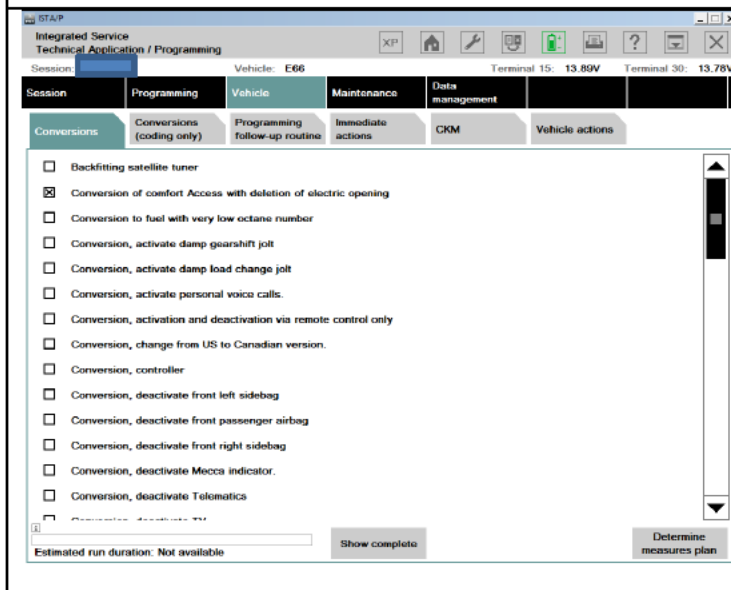 ISTA/P
Integrated Service
Technical Application / Programming
XP
?
Session:
Vehicle: E66
Terminal 15: 13.89V
Terminal 30: 13.78V
Session
Programming
Vehicle
Maintenance
Data
management
Conversions
Conversions
(coding only)
Programming
follow-up routine
Immediate
actions
CKM
Vehicle actions
Backfitting satellite tuner
Conversion of comfort Access with deletion of electric opening
Conversion to fuel with very low octane number
Conversion, activate damp gearshift jolt
Conversion, activate damp load change jolt
Conversion, activate personal voice calls.
Conversion, activation and deactivation via remote control only
Conversion, change from US to Canadian version.
Conversion, controller
Conversion, deactivate front left sidebag
Conversion, deactivate front passenger airbag
Conversion, deactivate front right sidebag
Conversion, deactivate Mecca indicator.
Conversion, deactivate Telematics
Conversion, deactivate TV
i
Estimated run duration: Not available
Show complete
Determine
measures plan